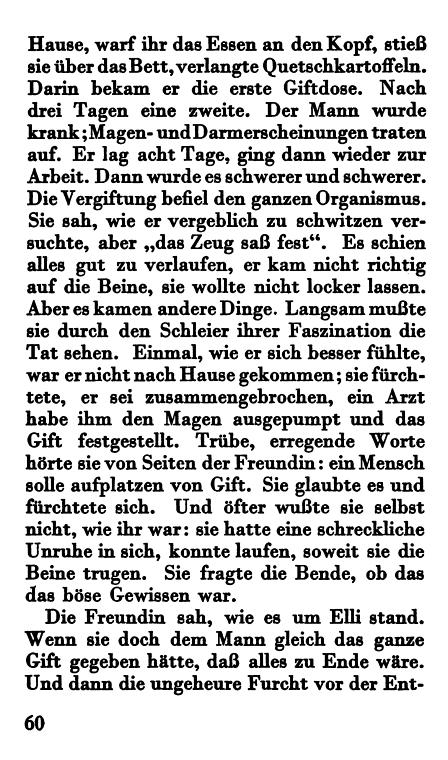 Hause, warf ihr das Essen an den Kopf, stieß
sie über das Bett, verlangte Quetschkartoffeln.
Darin bekam er die erste Giftdose. Nach
drei Tagen eine zweite. Der Mann wurde
krank; Magen- und Darmerscheinungen traten
auf. Er lag acht Tage, ging dann wieder zur
Arbeit. Dann wurde es schwerer und schwerer.
Die Vergiftung befiel den ganzen Organismus.
Sie sah, wie er vergeblich zu schwitzen ver-
suchte, aber „das Zeug saß fest“. Es schien
alles gut zu verlaufen, er kam nicht richtig
auf die Beine, sie wollte nicht locker lassen.
Aber es kamen andere Dinge. Langsam mußte
sie durch den Schleier ihrer Faszination die
Tat sehen. Einmal, wie er sich besser fühlte,
war er nicht nach Hause gekommen; sie fürch-
tete, er sei zusammengebrochen, ein Arzt
habe ihm den Magen ausgepumpt und das
Gift festgestellt. Trübe, erregende Worte
hörte sie von Seiten der Freundin: ein Mensch
solle aufplatzen von Gift. Sie glaubte es und
fürchtete sich. Und öfter wußte sie selbst
nicht, wie ihr war: sie hatte eine schreckliche
Unruhe in sich, konnte laufen, soweit sie die
Beine trugen. Sie fragte die Bende, ob das
das böse Gewissen war.
Die Freundin sah, wie es um Elli stand.
Wenn sie doch dem Mann gleich das ganze
Gift gegeben hätte, daß alles zu Ende wäre.
Und dann die ungeheure Furcht vor der Ent-
60